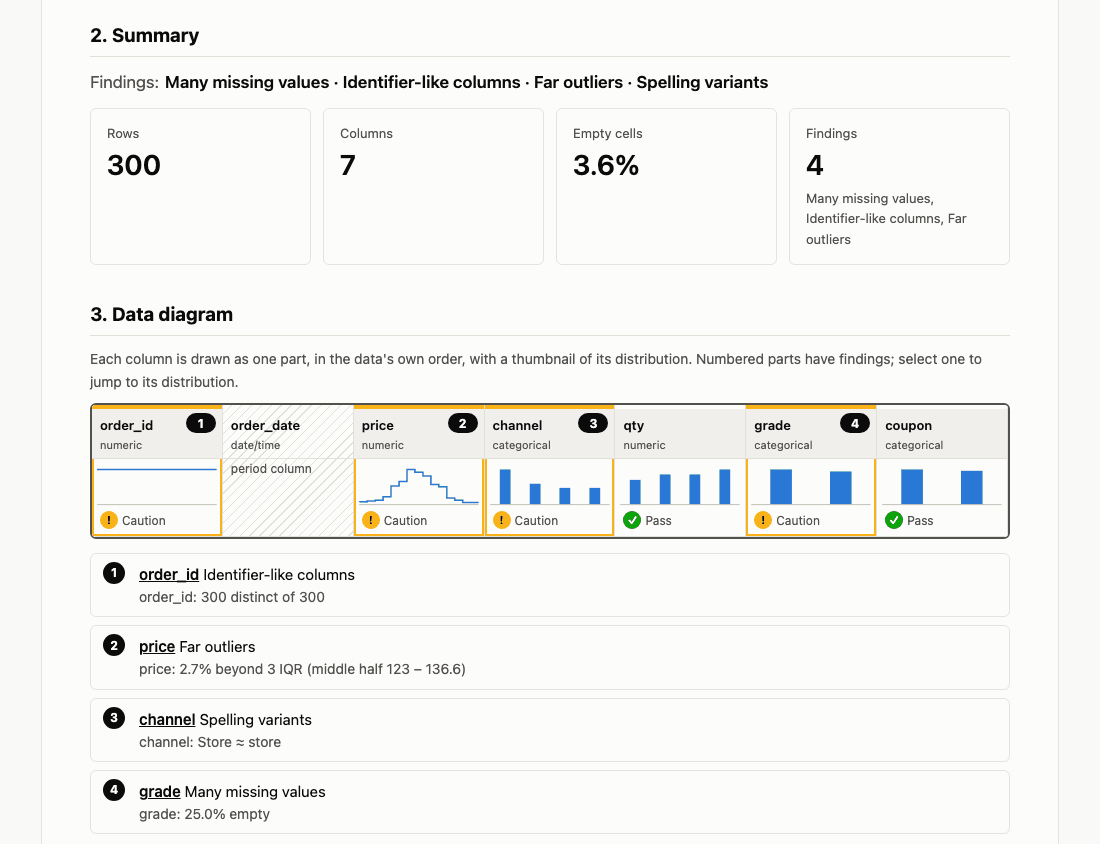 2. Summary
Findings: Many missing values · Identifier-like columns · Far outliers · Spelling variants
Rows
300
Columns
7
Empty cells
3.6%
Findings
4
Many missing values,
Identifier-like columns, Far
outliers
3. Data diagram
Each column is drawn as one part, in the data's own order, with a thumbnail of its distribution. Numbered parts have findings; select one to
jump to its distribution.
order_id 1
numeric
! Caution
order_date
date/time
period column
price 2
numeric
! Caution
channel 3
categorical
! Caution
qty
numeric
Pass
grade 4
categorical
! Caution
coupon
categorical
Pass
1 order_id Identifier-like columns
order_id: 300 distinct of 300
2 price Far outliers
price: 2.7% beyond 3 IQR (middle half 123 – 136.6)
3 channel Spelling variants
channel: Store ≈ store
4 grade Many missing values
grade: 25.0% empty